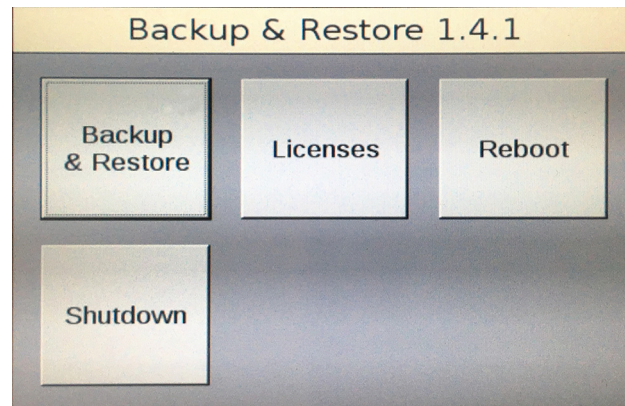 Backup & Restore 1.4.1
Backup
& Restore
Licenses
Reboot
Shutdown